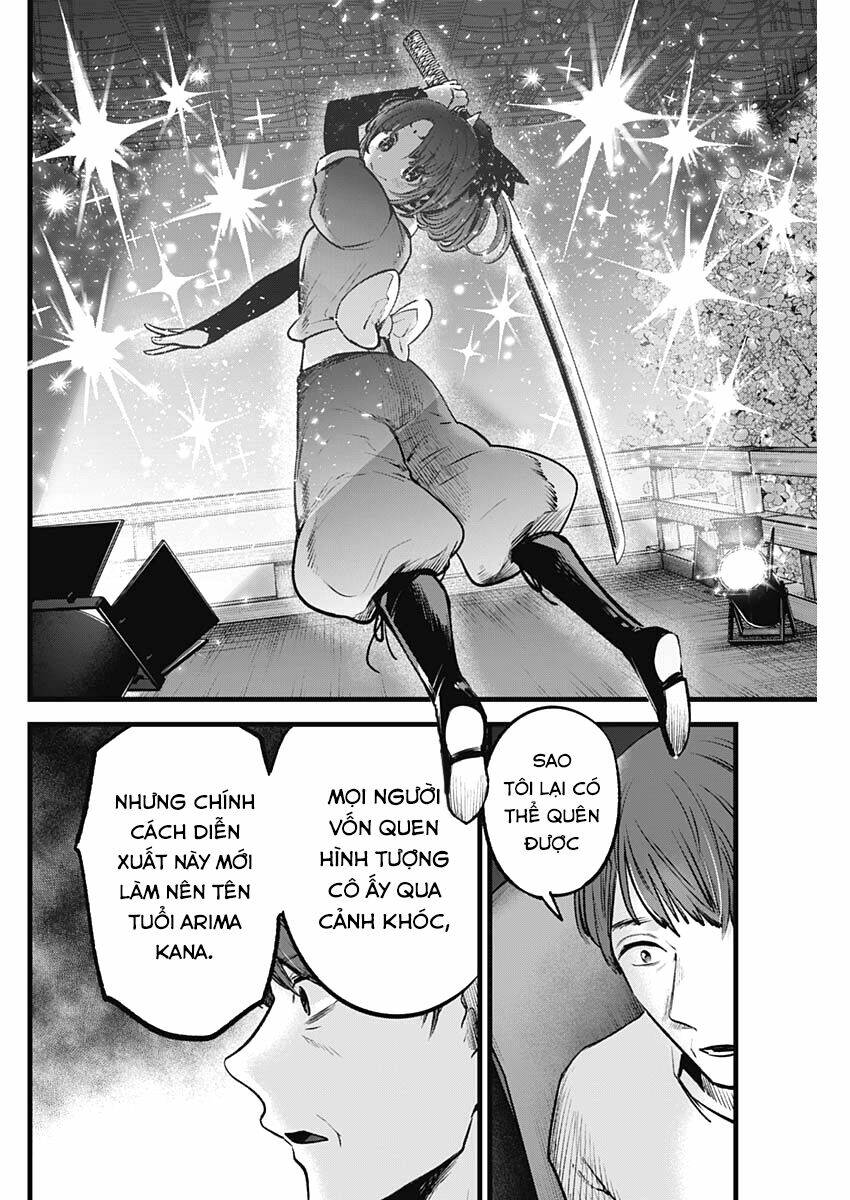 SAO
TÔI LẠI CÓ
THỂ QUÊN
ĐƯỢC
MỌI NGƯỜI
VỐN QUEN
HÌNH TƯỢNG
CÔ ẤY QUA
CẢNH KHÓC,
NHƯNG CHÍNH
CÁCH DIỄN
XUẤT NÀY MỚI
LÀM NÊN TÊN
TUỔI ARIMA
KANA.